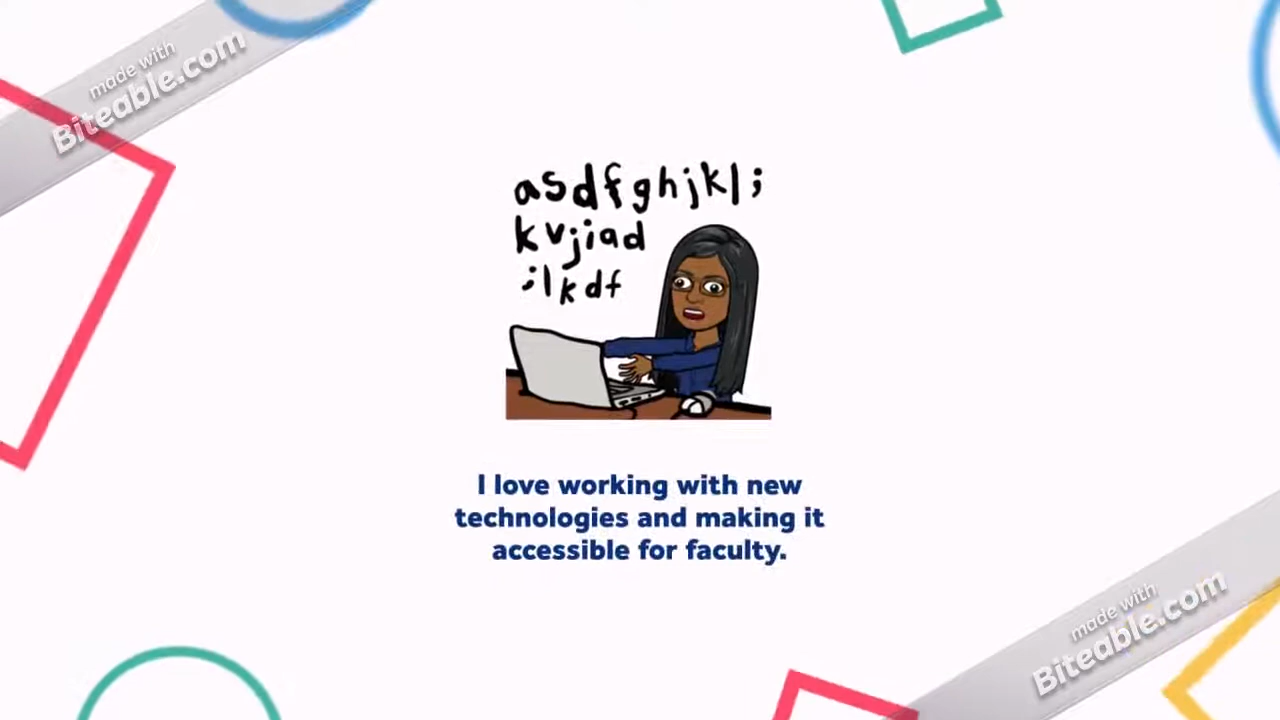 made with
Biteable.com
asdfghjkl;
kvjiad
;lkdf
I love working with new
technologies and making it
accessible for faculty.
made with
Biteable.com